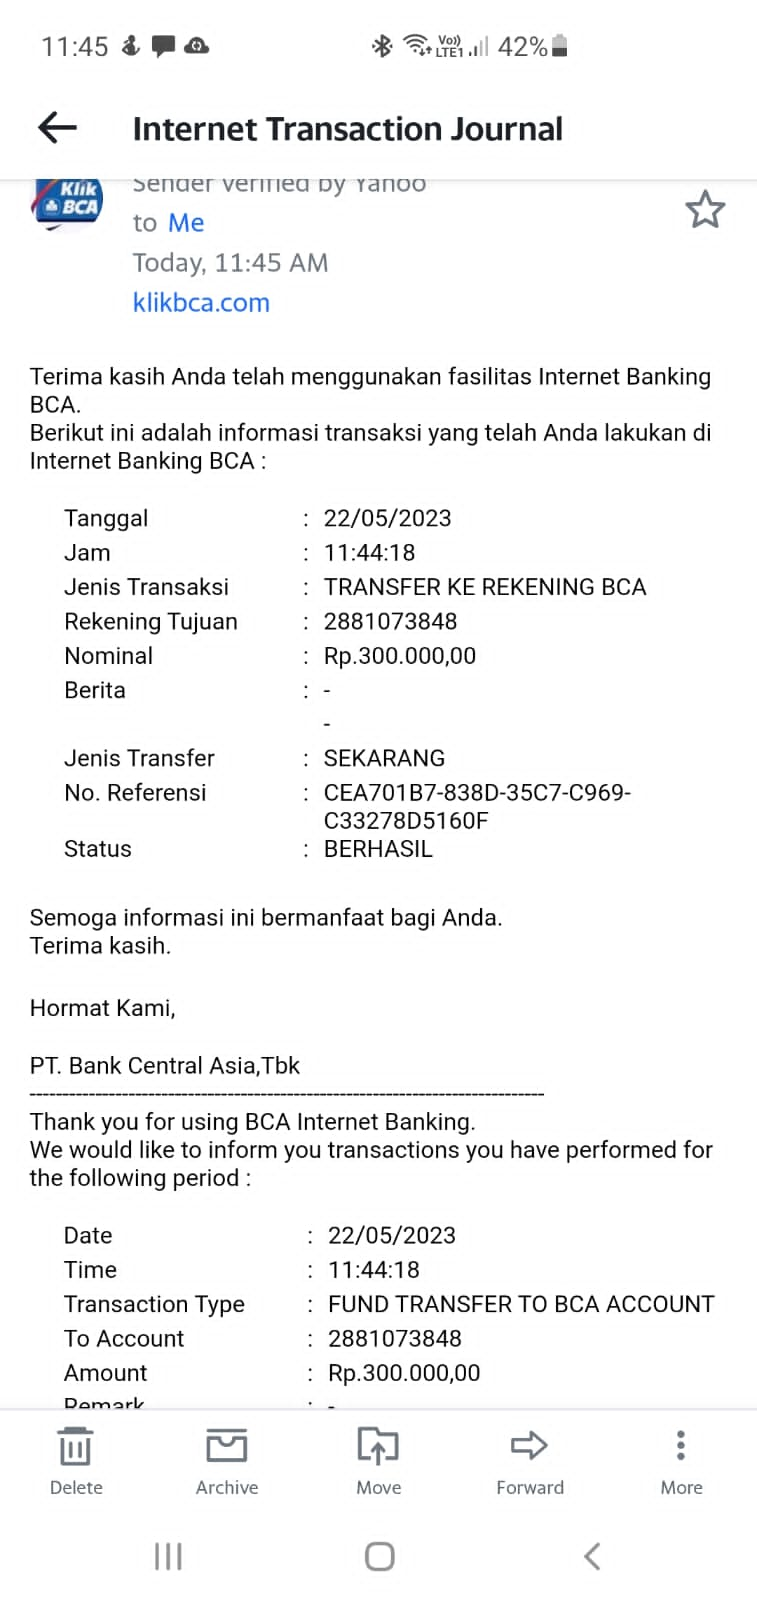 11:45
Vo))
LTE1
42%
Internet Transaction Journal
Klik
BCA
Sender verified by Yahoo
to Me
Today, 11:45 AM
klikbca.com
Terima kasih Anda telah menggunakan fasilitas Internet Banking
BCA.
Berikut ini adalah informasi transaksi yang telah Anda lakukan di
Internet Banking BCA :
Tanggal : 22/05/2023
Jam : 11:44:18
Jenis Transaksi : TRANSFER KE REKENING BCA
Rekening Tujuan : 2881073848
Nominal : Rp.300.000,00
Berita : -
-
Jenis Transfer : SEKARANG
No. Referensi : CEA701B7-838D-35C7-C969-
C33278D5160F
Status : BERHASIL
Semoga informasi ini bermanfaat bagi Anda.
Terima kasih.
Hormat Kami,
PT. Bank Central Asia,Tbk
--------------------------------------------------------------------------------
Thank you for using BCA Internet Banking.
We would like to inform you transactions you have performed for
the following period :
Date : 22/05/2023
Time : 11:44:18
Transaction Type : FUND TRANSFER TO BCA ACCOUNT
To Account : 2881073848
Amount : Rp.300.000,00
Remark : -
Delete
Archive
Move
Forward
More